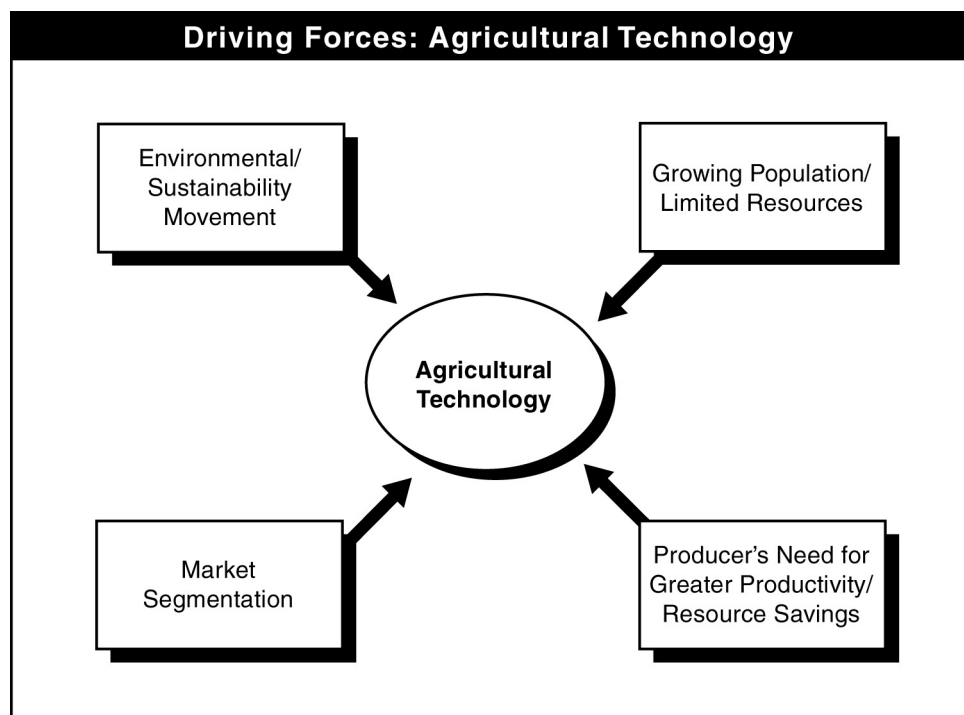 Driving Forces: Agricultural Technology
Environmental/
Sustainability
Movement
Growing Population/
Limited Resources
Agricultural
Technology
Market
Segmentation
Producer’s Need for
Greater Productivity/
Resource Savings